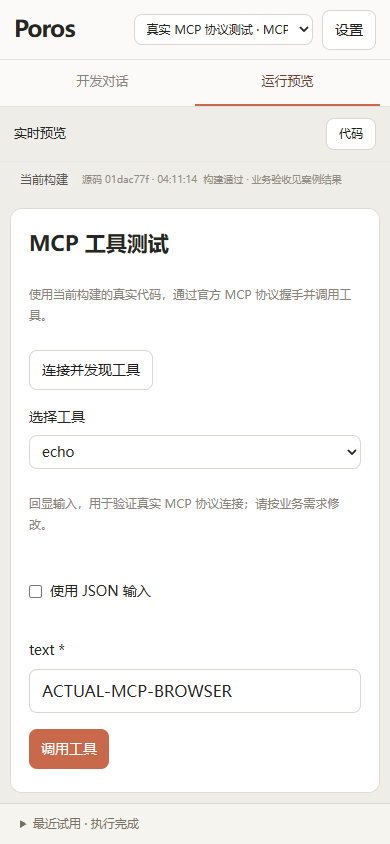 Poros
真实 MCP 协议测试 · MCP
设置
开发对话
运行预览
实时预览
代码
当前构建 源码 01dac77f · 04:11:14 构建通过 · 业务验收见案例结果
MCP 工具测试
使用当前构建的真实代码，通过官方 MCP 协议握手并调用工
具。
连接并发现工具
选择工具
echo
回显输入，用于验证真实 MCP 协议连接；请按业务需求修
改。
使用 JSON 输入
text *
ACTUAL-MCP-BROWSER
调用工具
最近试用 · 执行完成